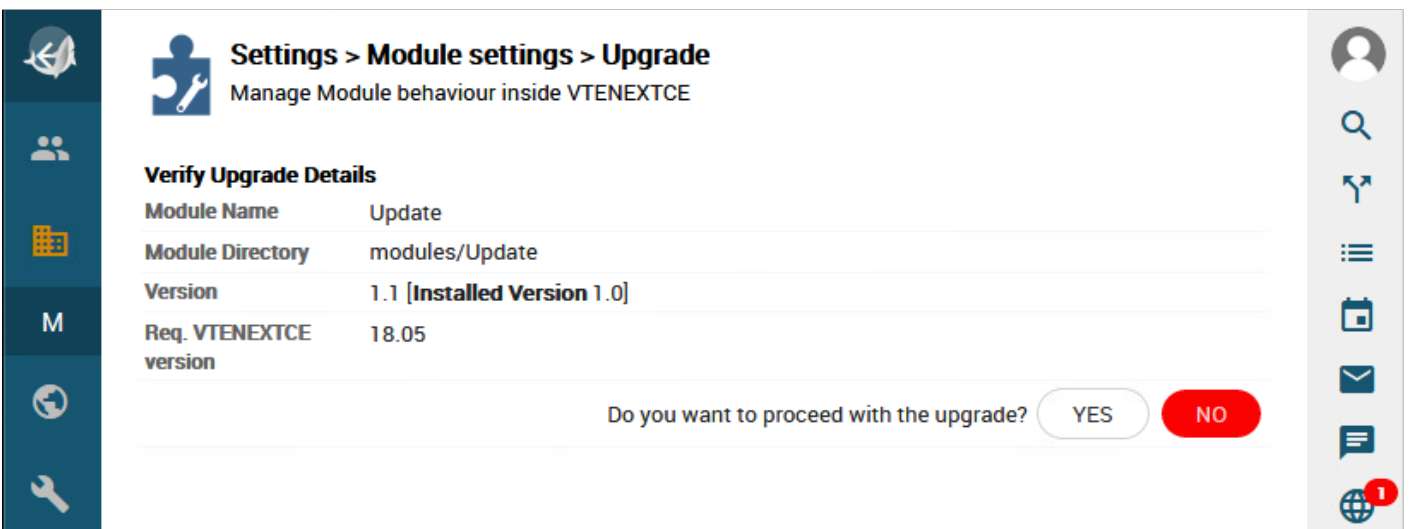 Settings > Module settings > Upgrade
Manage Module behaviour inside VTENEXTCE
Verify Upgrade Details
Module Name Update
Module Directory modules/Update
Version 1.1 [Installed Version 1.0]
Req. VTENEXTCE 18.05
version
Do you want to proceed with the upgrade? YES NO
M
1